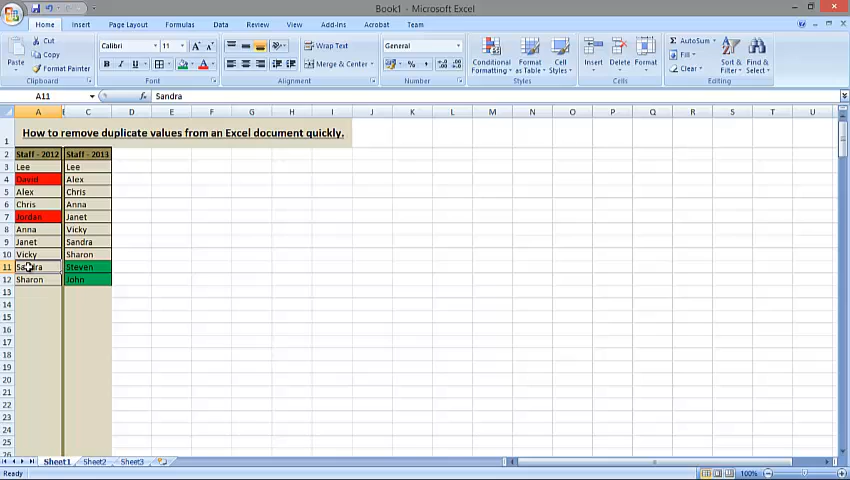 Book1 - Microsoft Excel
Home Insert Page Layout Formulas Data Review View Add-Ins Acrobat Team
Paste
Cut
Copy
Format Painter
Clipboard
Calibri 11
B I U
Font
Wrap Text
Merge & Center
Alignment
General
$ % ,
Number
Conditional Formatting
Format as Table
Cell Styles
Styles
Insert Delete Format
Cells
AutoSum
Fill
Clear
Sort & Filter
Find & Select
Editing
A11 fx Sandra
A C D E F G H I J K L M N O P Q R S T U
1 How to remove duplicate values from an Excel document quickly.
2 Staff - 2012 Staff - 2013
3 Lee Lee
4 David Alex
5 Alex Chris
6 Chris Anna
7 Jordan Janet
8 Anna Vicky
9 Janet Sandra
10 Vicky Sharon
11 Sandra Steven
12 Sharon John
13
14
15
16
17
18
19
20
21
22
23
24
25
26
Sheet1 Sheet2 Sheet3
Ready 100%